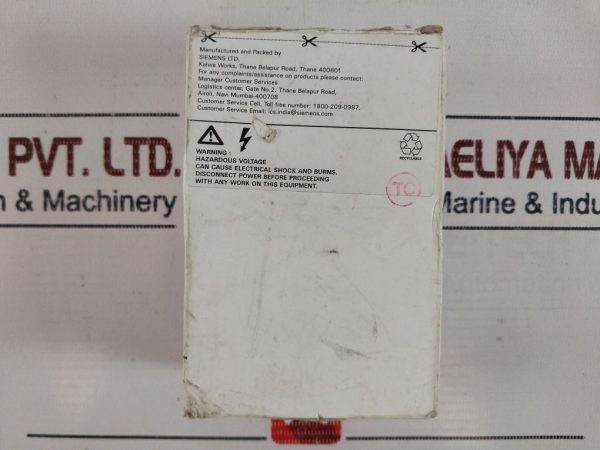 Manufactured and Packed by
SIEMENS LTD.
Kalwa Works, Thane Belapur Road, Thane 400601
For any complaints/assistance on products please contact:
Manager Customer Services
Logistics center, Gate No.2, Thane Belapur Road,
Airoli, Navi Mumbai-400708
Customer Service Cell, Toll free number: 1800-209-0987,
Customer Service Email: ics.india@siemens.com
RECYCLABLE
WARNING :
HAZARDOUS VOLTAGE
CAN CAUSE ELECTRICAL SHOCK AND BURNS.
DISCONNECT POWER BEFORE PROCEEDING
WITH ANY WORK ON THIS EQUIPMENT.
TC
PVT. LTD.
& Machinery
AELIYA MA
Marine & Indu